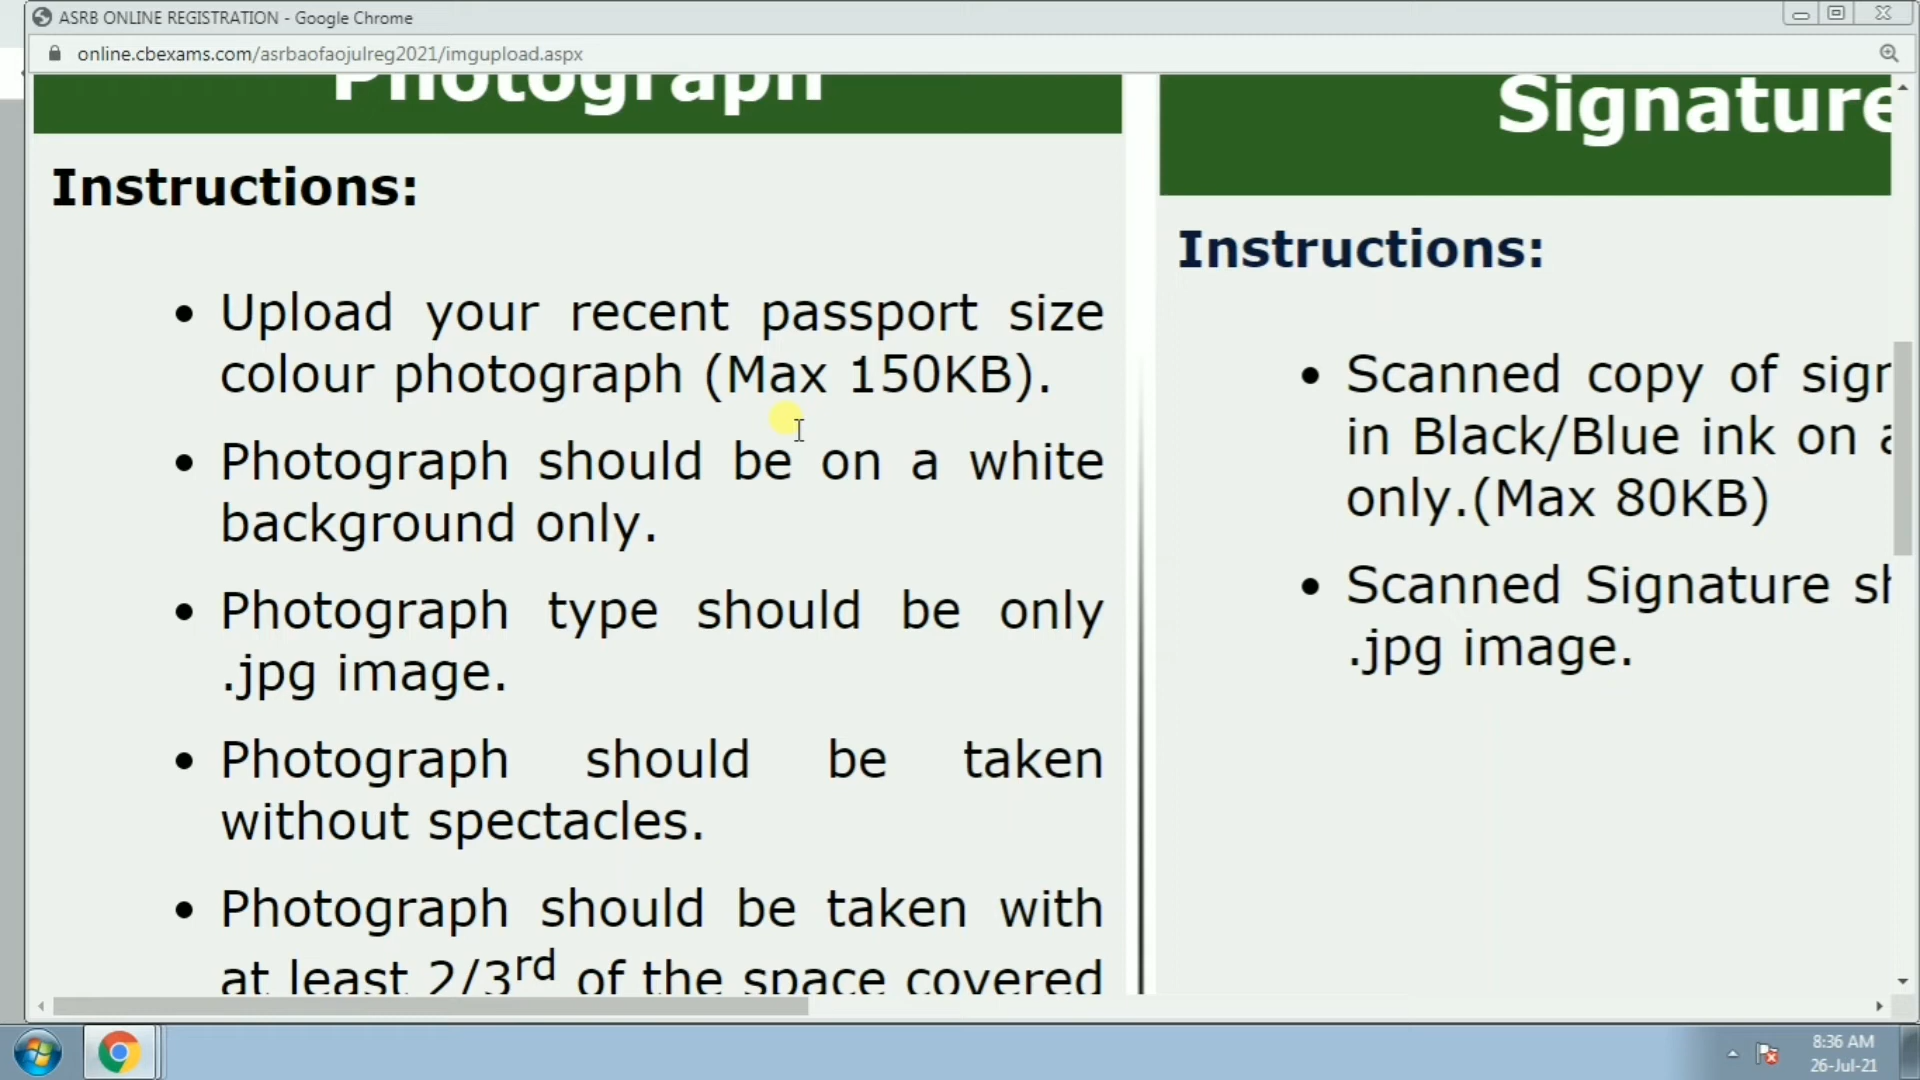 ASRB ONLINE REGISTRATION - Google Chrome
online.cbexams.com/asrbaofaojulreg2021/imgupload.aspx
Photograph
Instructions:
• Upload your recent passport size
colour photograph (Max 150KB).
• Photograph should be on a white
background only.
• Photograph type should be only
.jpg image.
• Photograph should be taken
without spectacles.
• Photograph should be taken with
at least 2/3rd of the space covered
Signature
Instructions:
• Scanned copy of sign
in Black/Blue ink on a
only.(Max 80KB)
• Scanned Signature sh
.jpg image.
8:36 AM
26-Jul-21